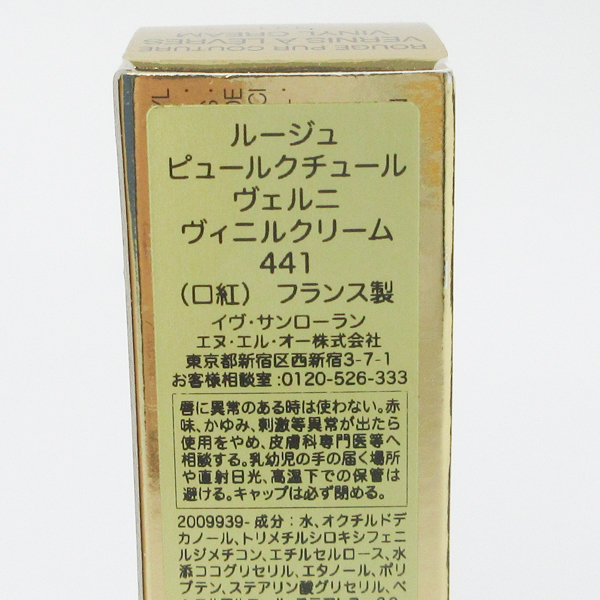 ROUGE PUR COUTURE
VERNIS À LÈVRES
VINYL CREAM
ルージュ
ピュールクチュール
ヴェルニ
ヴィニルクリーム
441
(口紅) フランス製
イヴ・サンローラン
エヌ・エル・オー株式会社
東京都新宿区西新宿3-7-1
お客様相談室:0120-526-333
唇に異常のある時は使わない。赤
味、かゆみ、刺激等異常が出たら
使用をやめ、皮膚科専門医等へ
相談する。乳幼児の手の届く場所
や直射日光、高温下での保管は
避ける。キャップは必ず閉める。
2009939-成分:水、オクチルドデ
カノール、トリメチルシロキシフェニ
ルジメチコン、エチルセルロース、水
添ココグリセリル、エタノール、ポリ
ブテン、ステアリン酸グリセリル、ペ